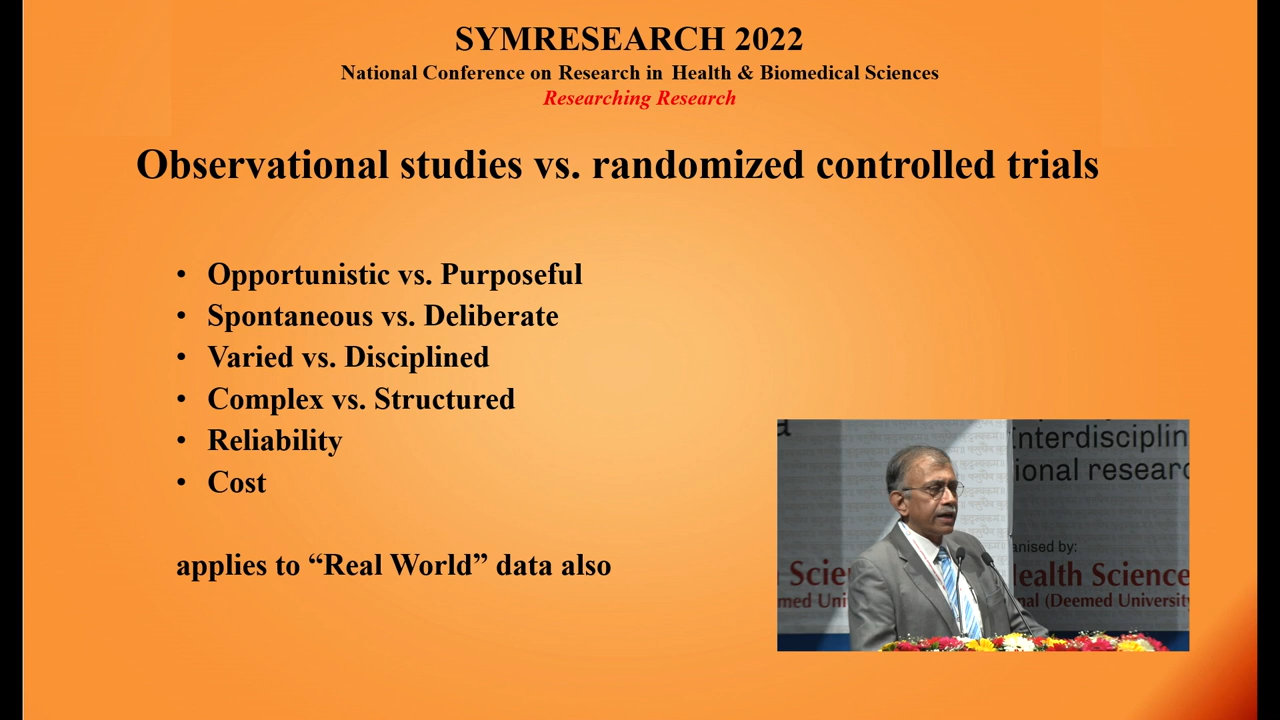 SYMRESEARCH 2022
National Conference on Research in Health & Biomedical Sciences
Researching Research
Observational studies vs. randomized controlled trials
• Opportunistic vs. Purposeful
• Spontaneous vs. Deliberate
• Varied vs. Disciplined
• Complex vs. Structured
• Reliability
• Cost
applies to “Real World” data also
interdisciplin
ional researc
anised by:
Scie
ealth Science
med Uni
nal (Deemed University